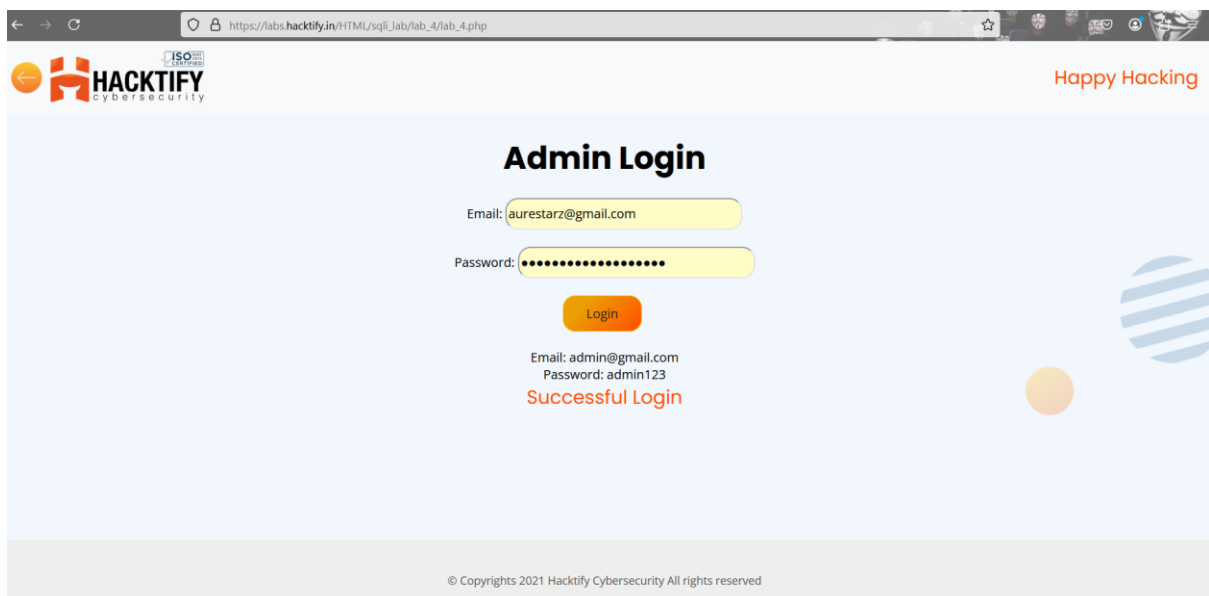 https://labs.hacktify.in/HTML/sqli_lab/lab_4/lab_4.php
ISO
CERTIFIED
HACKTIFY
cybersecurity
Happy Hacking
Admin Login
Email: aurestarz@gmail.com
Password: •••••••••••••••••••
Login
Email: admin@gmail.com
Password: admin123
Successful Login
© Copyrights 2021 Hacktify Cybersecurity All rights reserved